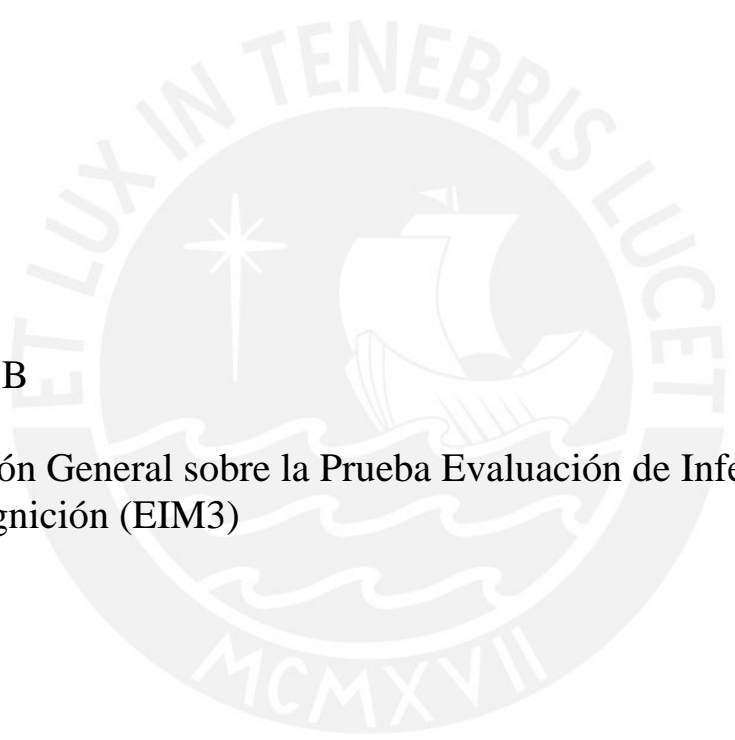 ET LUX IN TENEBRIS LUCET
B
ón General sobre la Prueba Evaluación de Infe
gnición (EIM3)
MCMXVII